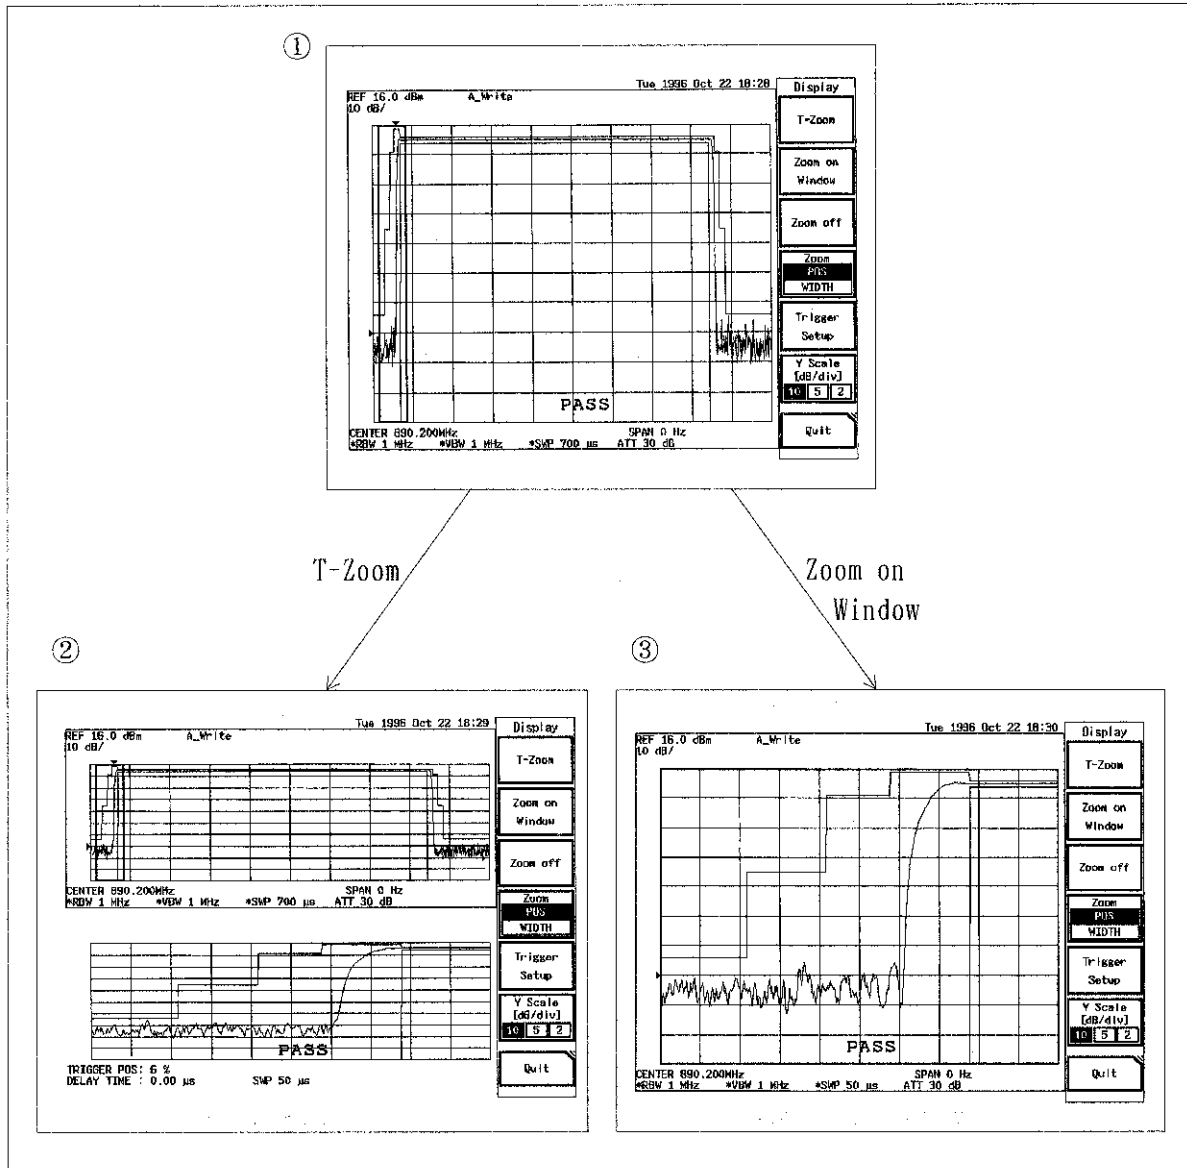 ①
Tue 1996 Oct 22 18:28
REF 16.0 dBm A_Write
10 dB/
PASS
CENTER 890.200MHz SPAN 0 Hz
*RBW 1 MHz *VBW 1 MHz *SWP 700 µs ATT 30 dB
Display
T-Zoom
Zoom on
Window
Zoom off
Zoom
POS
WIDTH
Trigger
Setup
Y Scale
[dB/div]
10 5 2
Quit
T-Zoom
Zoom on
Window
②
Tue 1996 Oct 22 18:29
REF 16.0 dBm A_Write
10 dB/
CENTER 890.200MHz SPAN 0 Hz
*RBW 1 MHz *VBW 1 MHz *SWP 700 µs ATT 30 dB
PASS
TRIGGER POS: 6 %
DELAY TIME : 0.00 µs SWP 50 µs
Display
T-Zoom
Zoom on
Window
Zoom off
Zoom
POS
WIDTH
Trigger
Setup
Y Scale
[dB/div]
10 5 2
Quit
③
Tue 1996 Oct 22 18:30
REF 16.0 dBm A_Write
10 dB/
PASS
CENTER 890.200MHz SPAN 0 Hz
*RBW 1 MHz *VBW 1 MHz *SWP 50 µs ATT 30 dB
Display
T-Zoom
Zoom on
Window
Zoom off
Zoom
POS
WIDTH
Trigger
Setup
Y Scale
[dB/div]
10 5 2
Quit